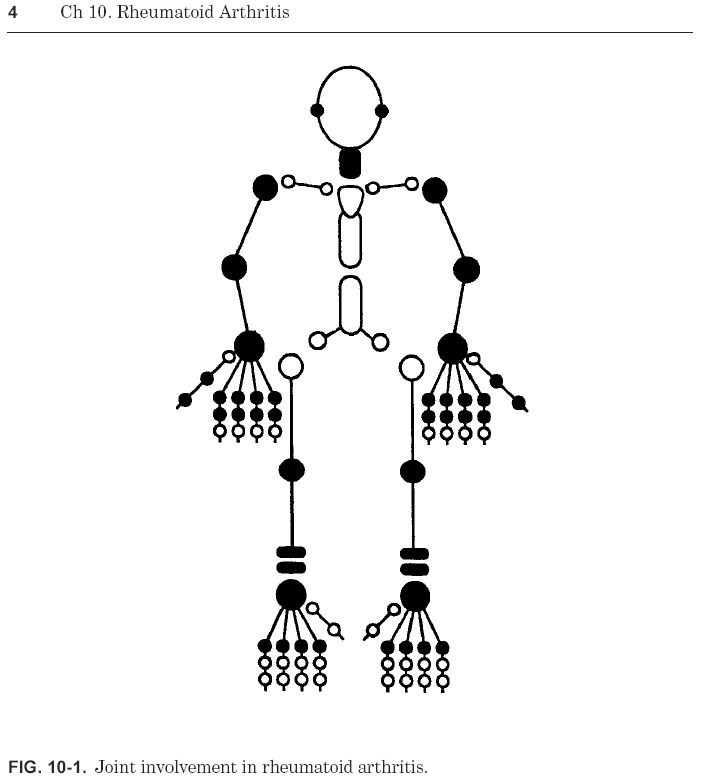 4 Ch 10. Rheumatoid Arthritis
FIG. 10-1. Joint involvement in rheumatoid arthritis.